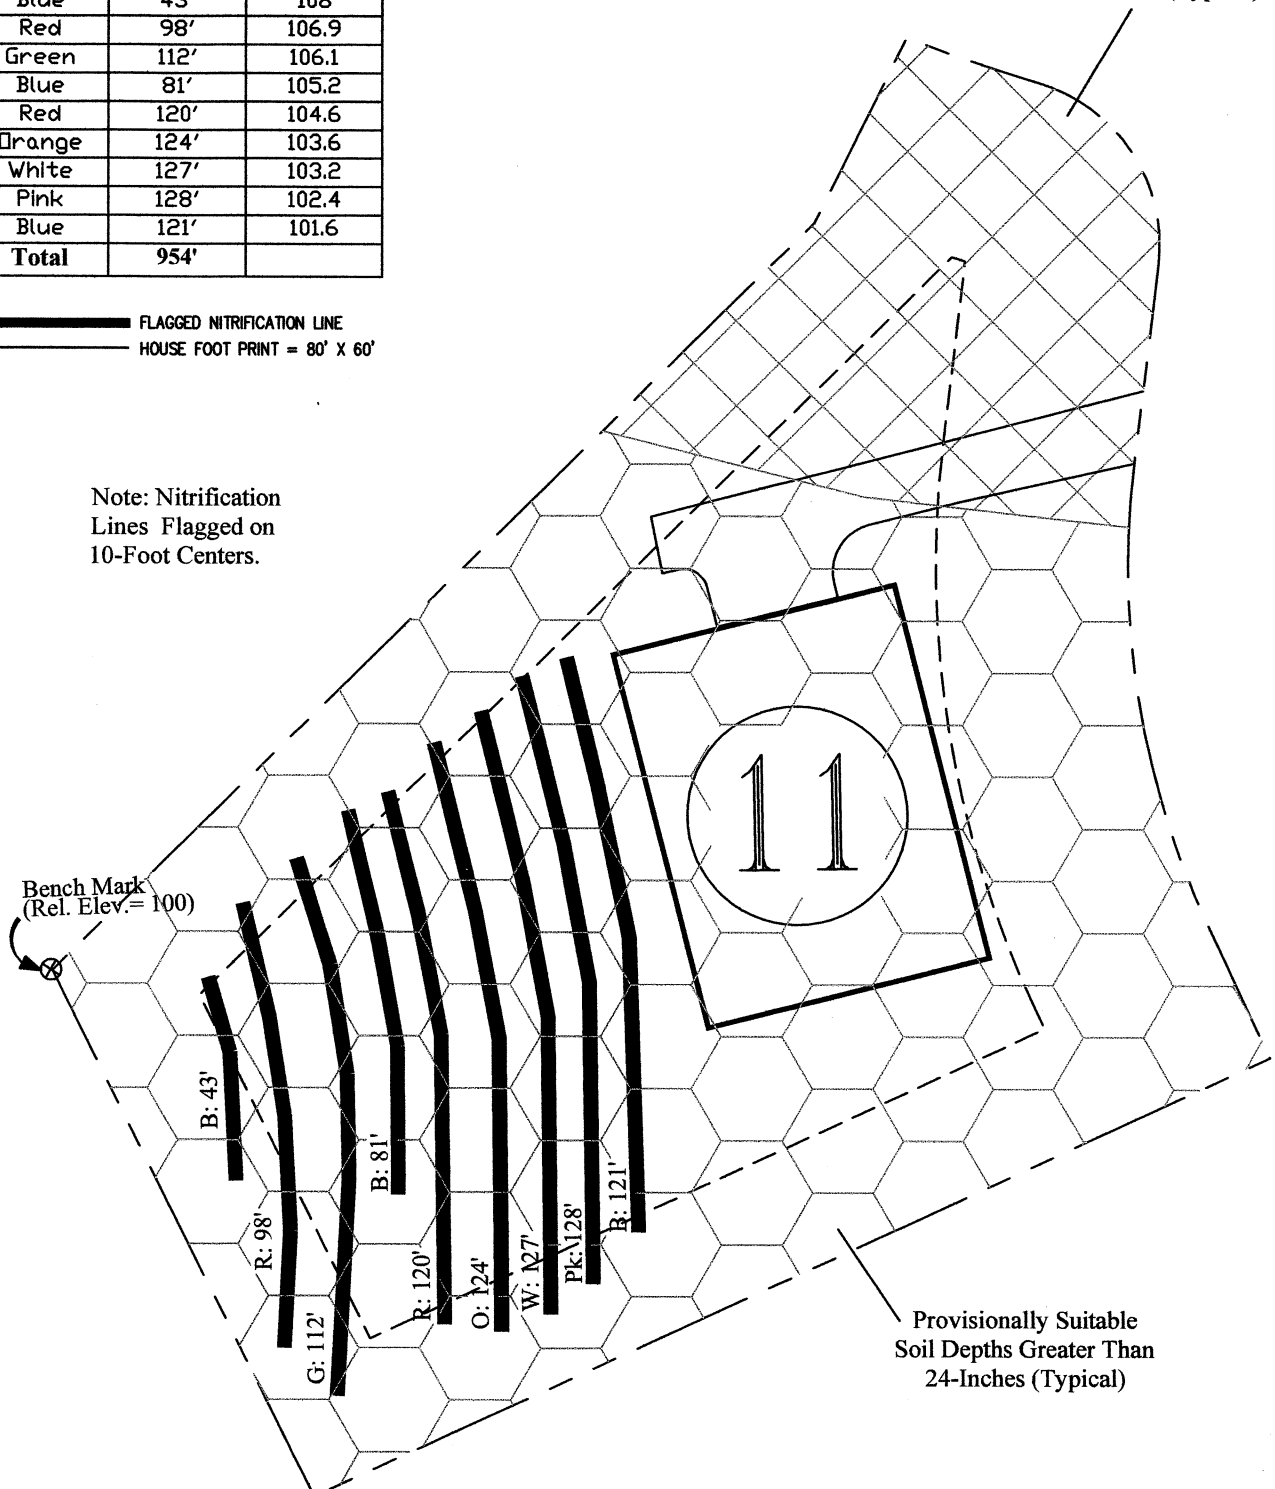 Blue 43' 108
Red 98' 106.9
Green 112' 106.1
Blue 81' 105.2
Red 120' 104.6
Orange 124' 103.6
White 127' 103.2
Pink 128' 102.4
Blue 121' 101.6
Total 954'
FLAGGED NITRIFICATION LINE
HOUSE FOOT PRINT = 80' X 60'
Note: Nitrification
Lines Flagged on
10-Foot Centers.
11
Bench Mark
(Rel. Elev.= 100)
B: 43'
R: 98'
G: 112'
B: 81'
R: 120'
O: 124'
W: 127'
Pk: 128'
B: 121'
Provisionally Suitable
Soil Depths Greater Than
24-Inches (Typical)